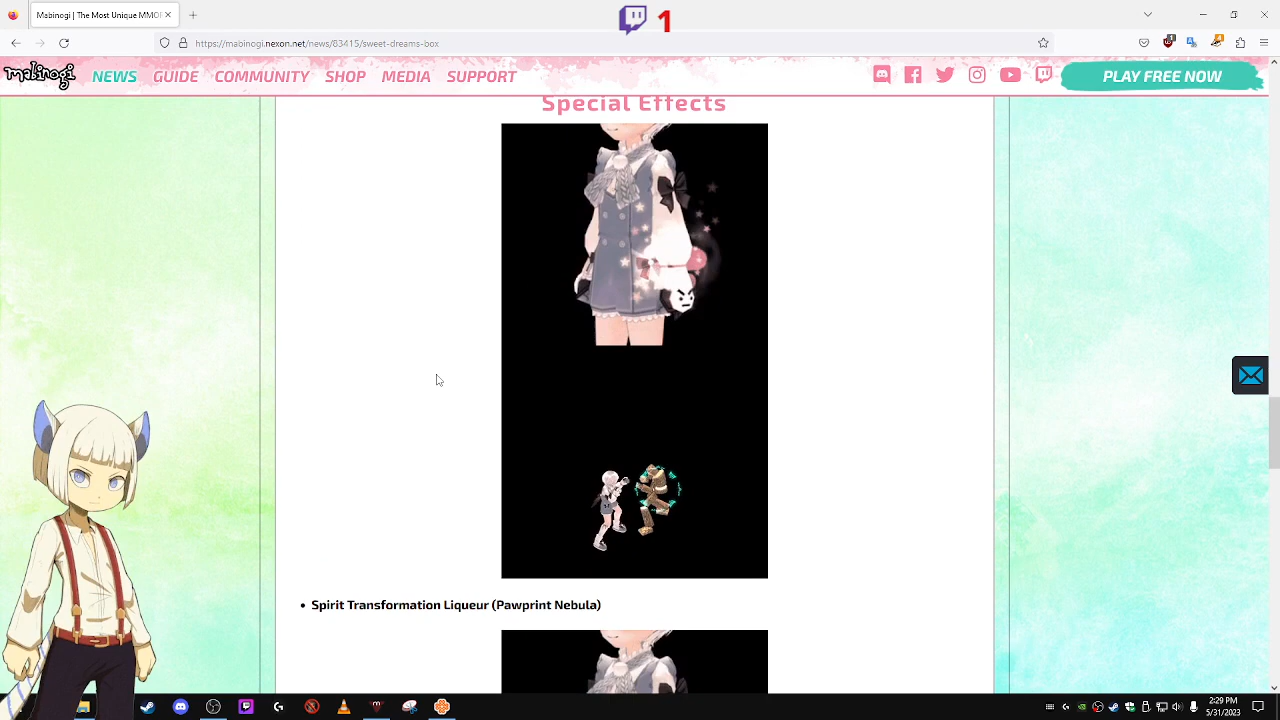 1
Mabinogi | The Most Unique MMOR
https://mabinogi.nexon.net/news/83415/sweet-dreams-box
mabinogi
NEWS
GUIDE
COMMUNITY
SHOP
MEDIA
SUPPORT
PLAY FREE NOW
Special Effects
• Spirit Transformation Liqueur (Pawprint Nebula)
2:29 PM
5/31/2023